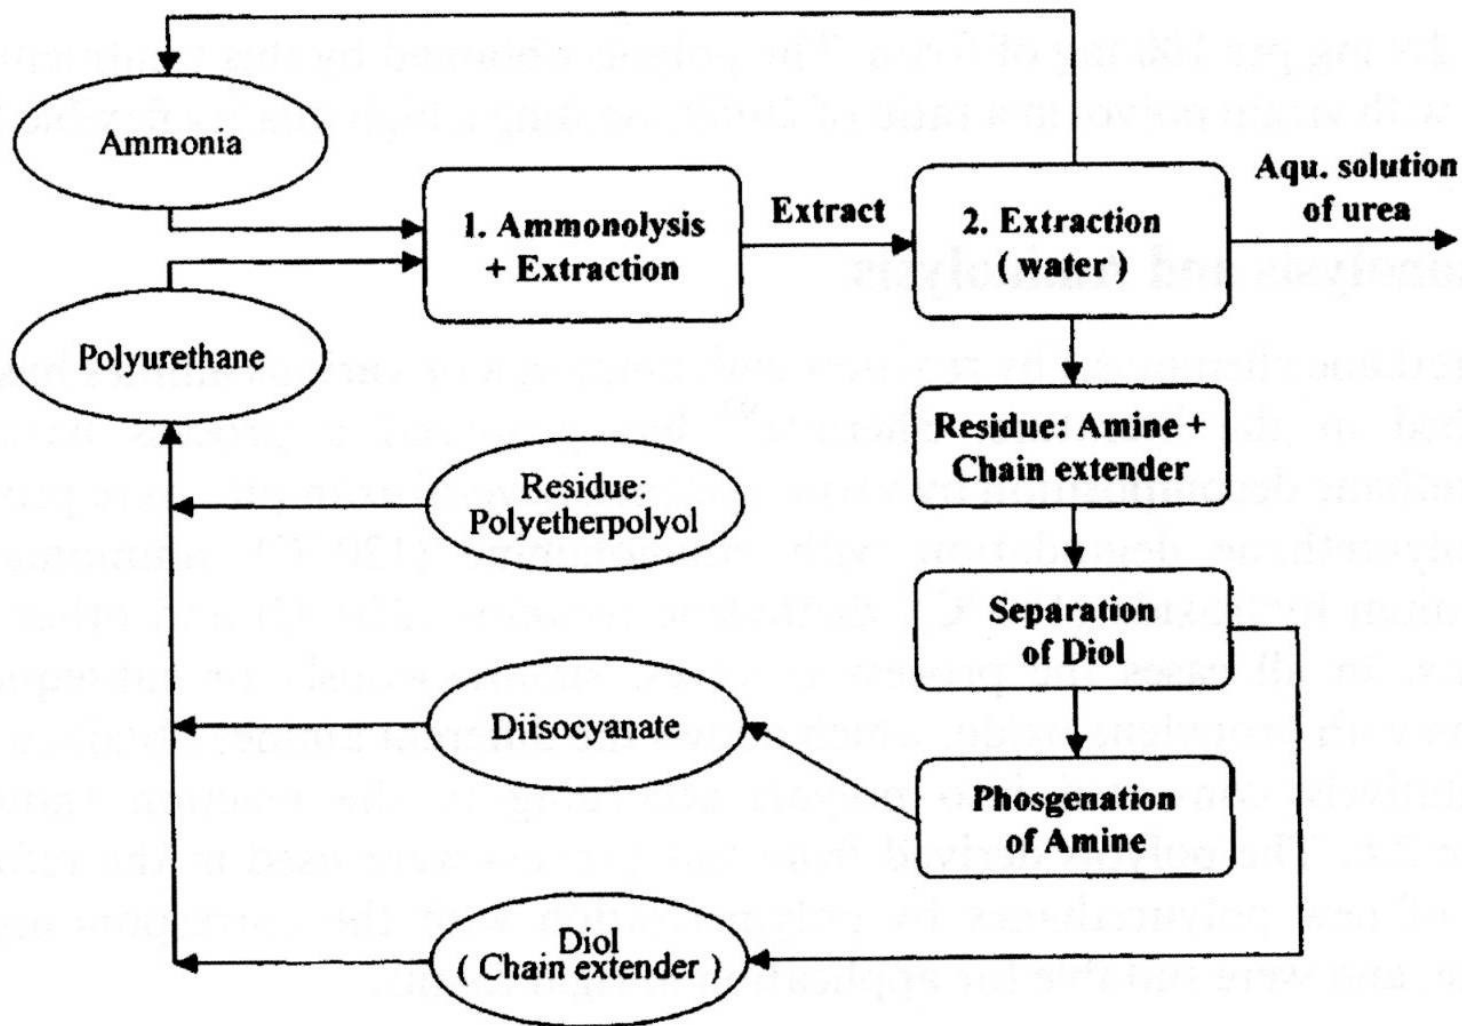 Ammonia
1. Ammonolysis
+ Extraction
Extract
2. Extraction
( water )
Aqu. solution
of urea
Polyurethane
Residue: Amine +
Chain extender
Residue:
Polyetherpolyol
Separation
of Diol
Diisocyanate
Phosgenation
of Amine
Diol
( Chain extender )